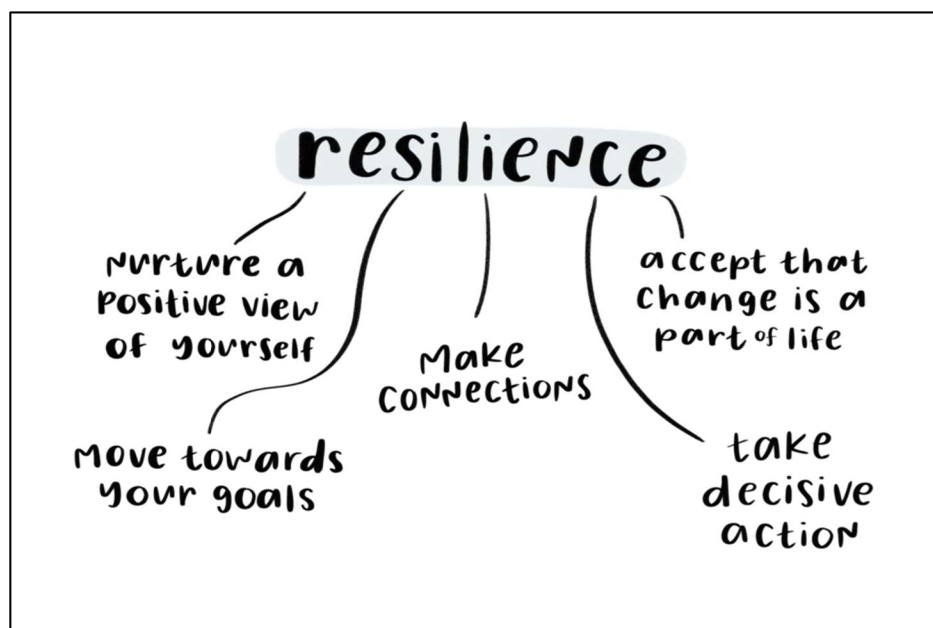 resilience
nurture a
positive view
of yourself
move towards
your goals
make
connections
take
decisive
action
accept that
change is a
part of life